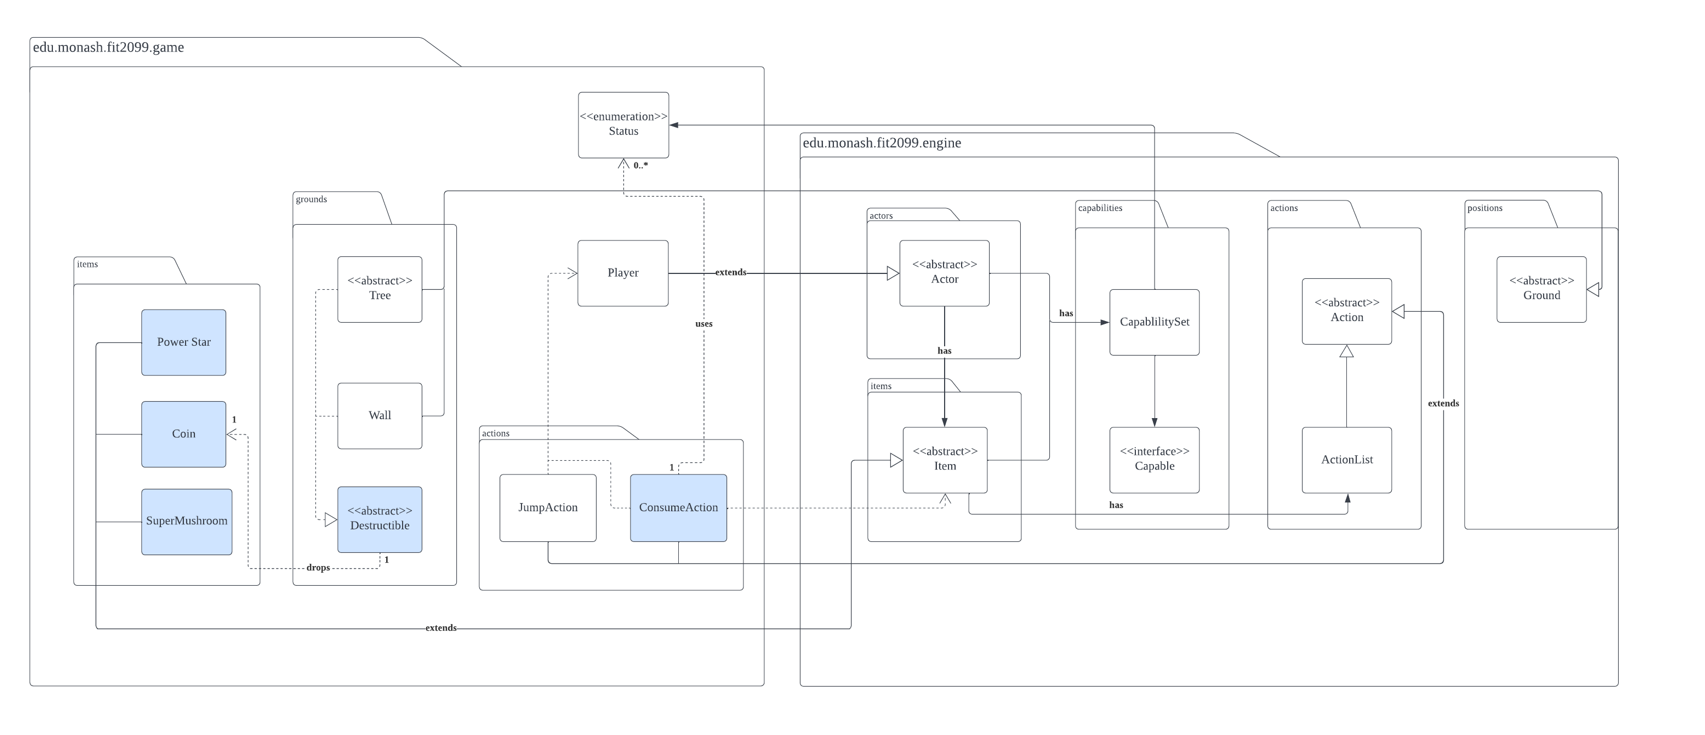 edu.monash.fit2099.game
<<enumeration>>
Status
0..*
edu.monash.fit2099.engine
grounds
actors
capabilities
actions
positions
items
<<abstract>>
Tree
Player
extends
<<abstract>>
Actor
<<abstract>>
Ground
<<abstract>>
Action
Power Star
uses
has
CapablilitySet
has
items
extends
Wall
Coin
1
actions
<<abstract>>
Item
<<interface>>
Capable
ActionList
1
SuperMushroom
<<abstract>>
Destructible
JumpAction
ConsumeAction
has
1
drops
extends